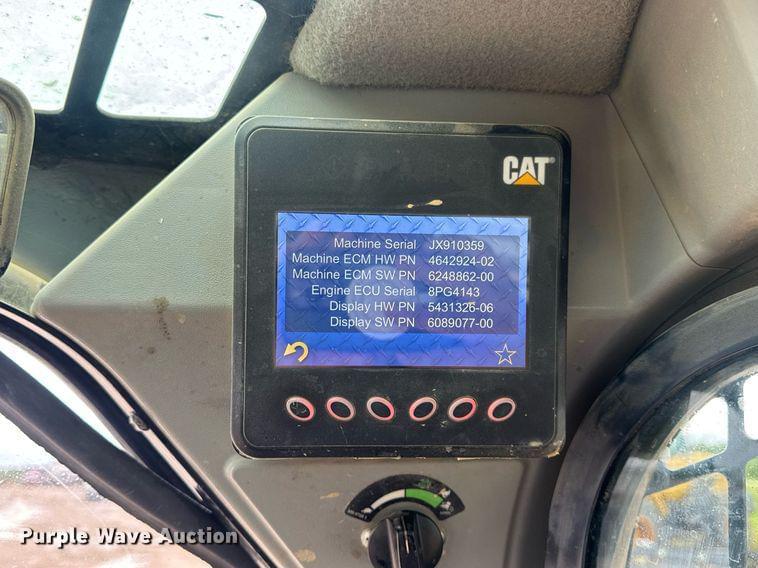 CAT
Machine Serial JX910359
Machine ECM HW PN 4642924-02
Machine ECM SW PN 6248862-00
Engine ECU Serial 8PG4143
Display HW PN 5431326-06
Display SW PN 6089077-00
Purple Wave Auction